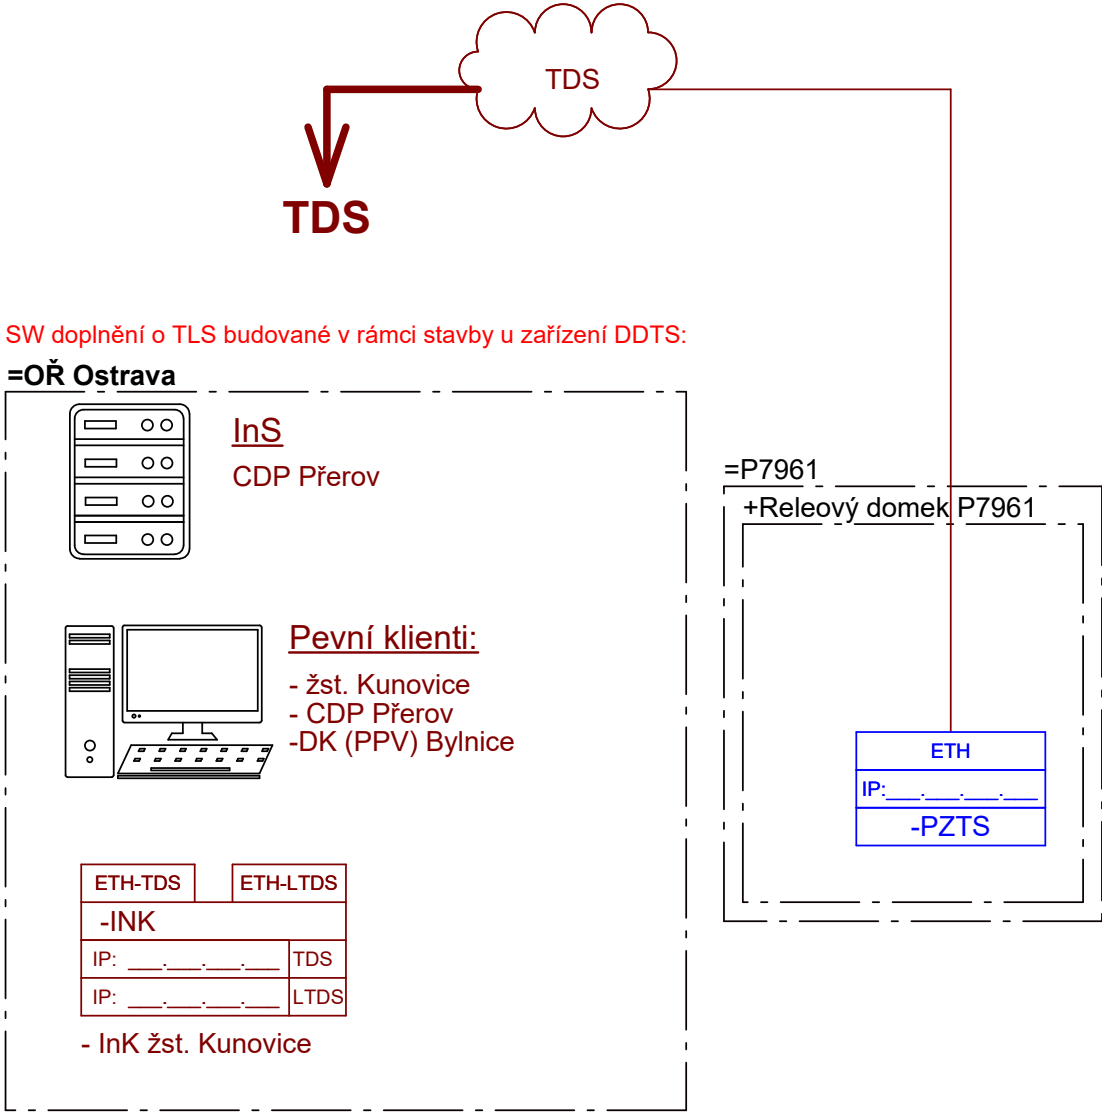 TDS
TDS
SW doplnění o TLS budované v rámci stavby u zařízení DDTS:
=OŘ Ostrava
InS
CDP Přerov
Pevní klienti:
- žst. Kunovice
- CDP Přerov
-DK (PPV) Bylnice
ETH-TDS ETH-LTDS
-INK
IP: ___.___.___.___ TDS
IP: ___.___.___.___ LTDS
- InK žst. Kunovice
=P7961
+Releový domek P7961
ETH
IP:___.___.___.___
-PZTS